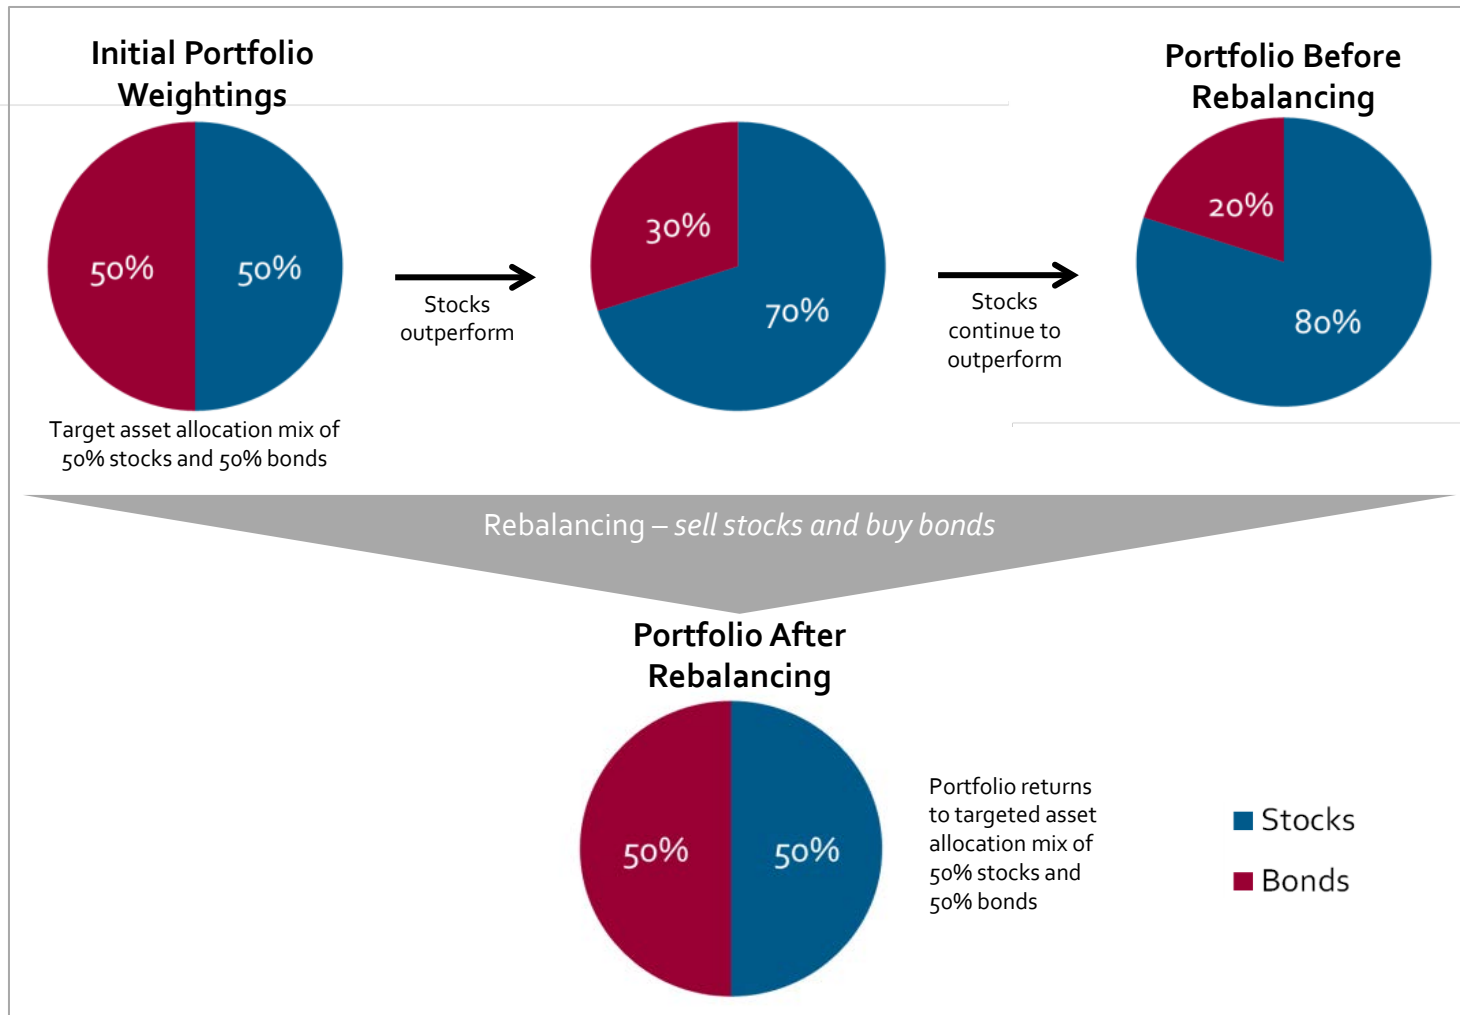 Initial Portfolio
Weightings
50%
50%
Target asset allocation mix of
50% stocks and 50% bonds
Stocks
outperform
30%
70%
Stocks
continue to
outperform
Portfolio Before
Rebalancing
20%
80%
Rebalancing – sell stocks and buy bonds
Portfolio After
Rebalancing
50%
50%
Portfolio returns
to targeted asset
allocation mix of
50% stocks and
50% bonds
Stocks
Bonds